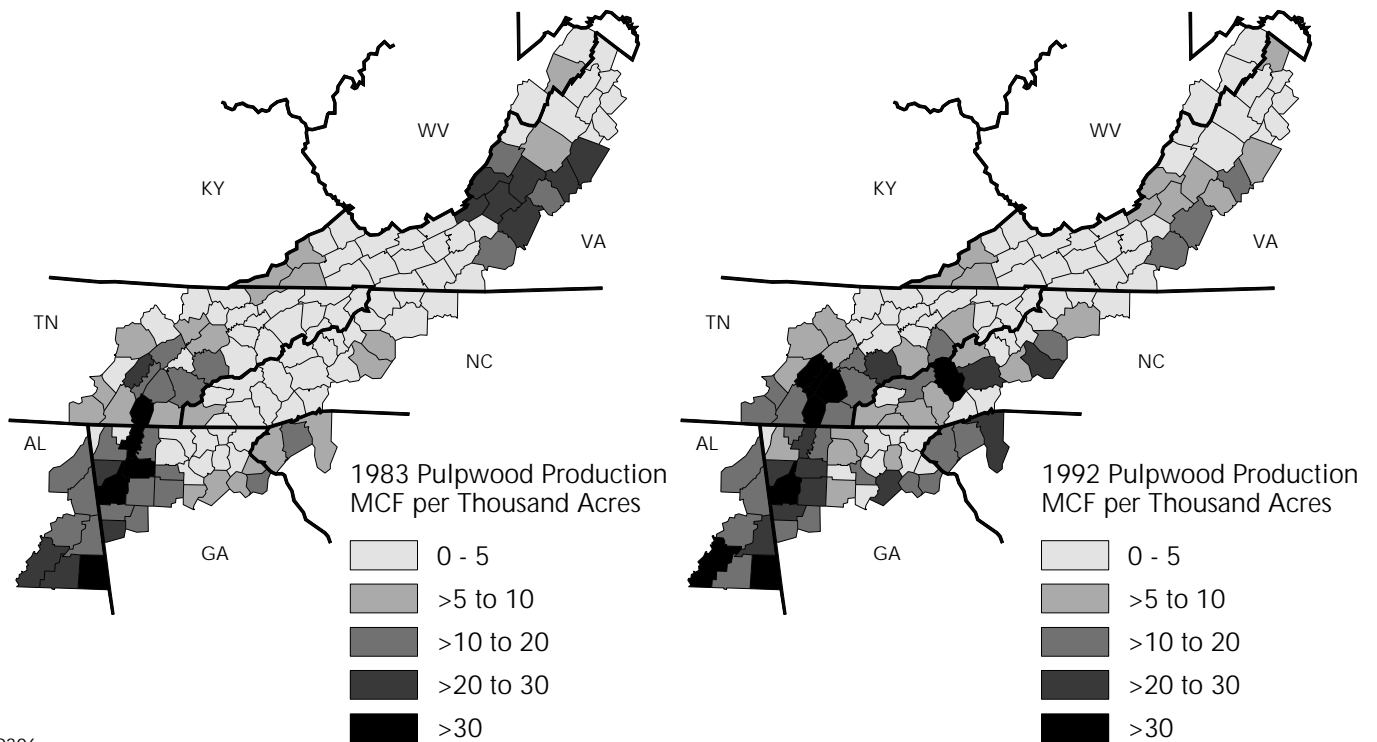 WV
KY
VA
TN
NC
AL
GA
1983 Pulpwood Production
MCF per Thousand Acres
0 - 5
>5 to 10
>10 to 20
>20 to 30
>30
WV
KY
VA
TN
NC
AL
GA
1992 Pulpwood Production
MCF per Thousand Acres
0 - 5
>5 to 10
>10 to 20
>20 to 30
>30